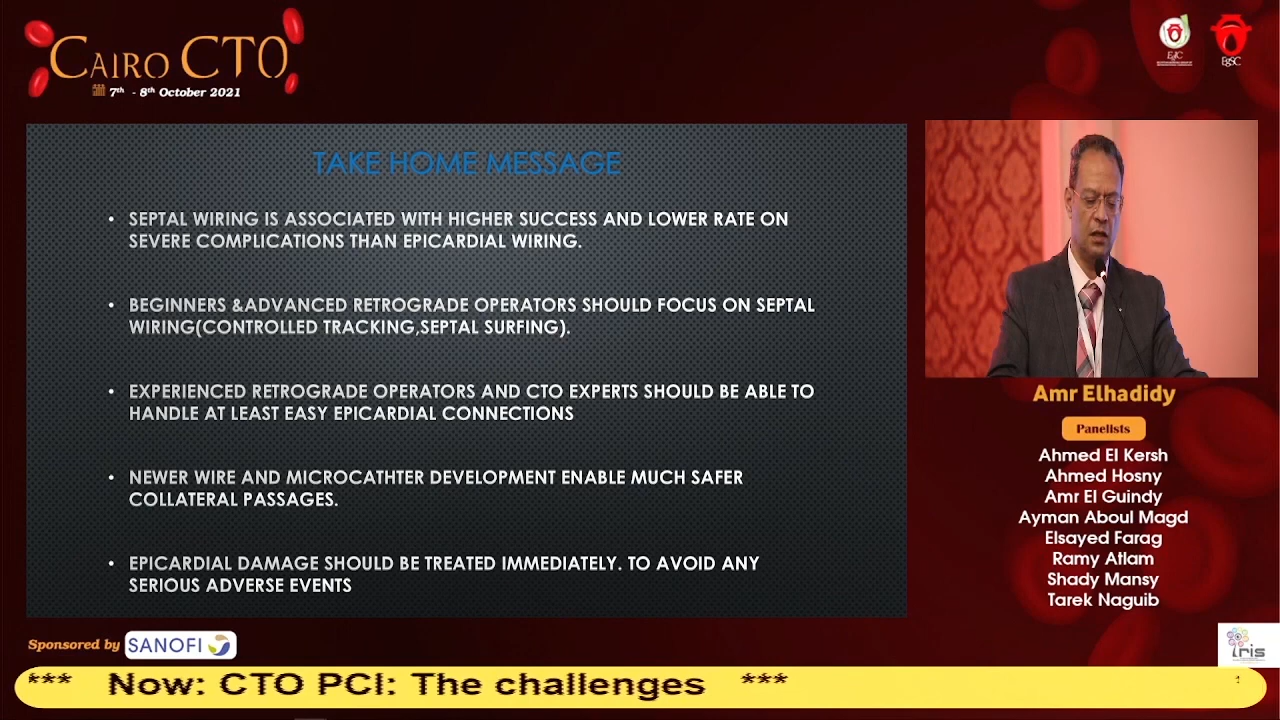 CAIRO CTO
7th - 8th October 2021
EgSC
TAKE HOME MESSAGE
• SEPTAL WIRING IS ASSOCIATED WITH HIGHER SUCCESS AND LOWER RATE ON
SEVERE COMPLICATIONS THAN EPICARDIAL WIRING.
• BEGINNERS &ADVANCED RETROGRADE OPERATORS SHOULD FOCUS ON SEPTAL
WIRING(CONTROLLED TRACKING,SEPTAL SURFING).
• EXPERIENCED RETROGRADE OPERATORS AND CTO EXPERTS SHOULD BE ABLE TO
HANDLE AT LEAST EASY EPICARDIAL CONNECTIONS
• NEWER WIRE AND MICROCATHTER DEVELOPMENT ENABLE MUCH SAFER
COLLATERAL PASSAGES.
• EPICARDIAL DAMAGE SHOULD BE TREATED IMMEDIATELY. TO AVOID ANY
SERIOUS ADVERSE EVENTS
Amr Elhadidy
Panelists
Ahmed El Kersh
Ahmed Hosny
Amr El Guindy
Ayman Aboul Magd
Elsayed Farag
Ramy Atlam
Shady Mansy
Tarek Naguib
Sponsored by SANOFI
iris
*** Now: CTO PCI: The challenges ***